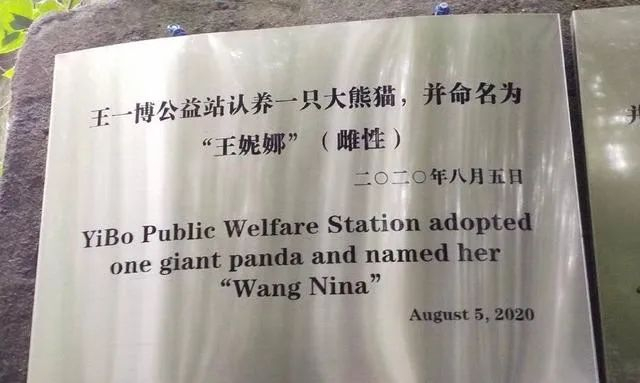 王一博公益站认养一只大熊猫，并命名为
“王妮娜”（雌性）
二〇二〇年八月五日
YiBo Public Welfare Station adopted
one giant panda and named her
“Wang Nina”
August 5, 2020